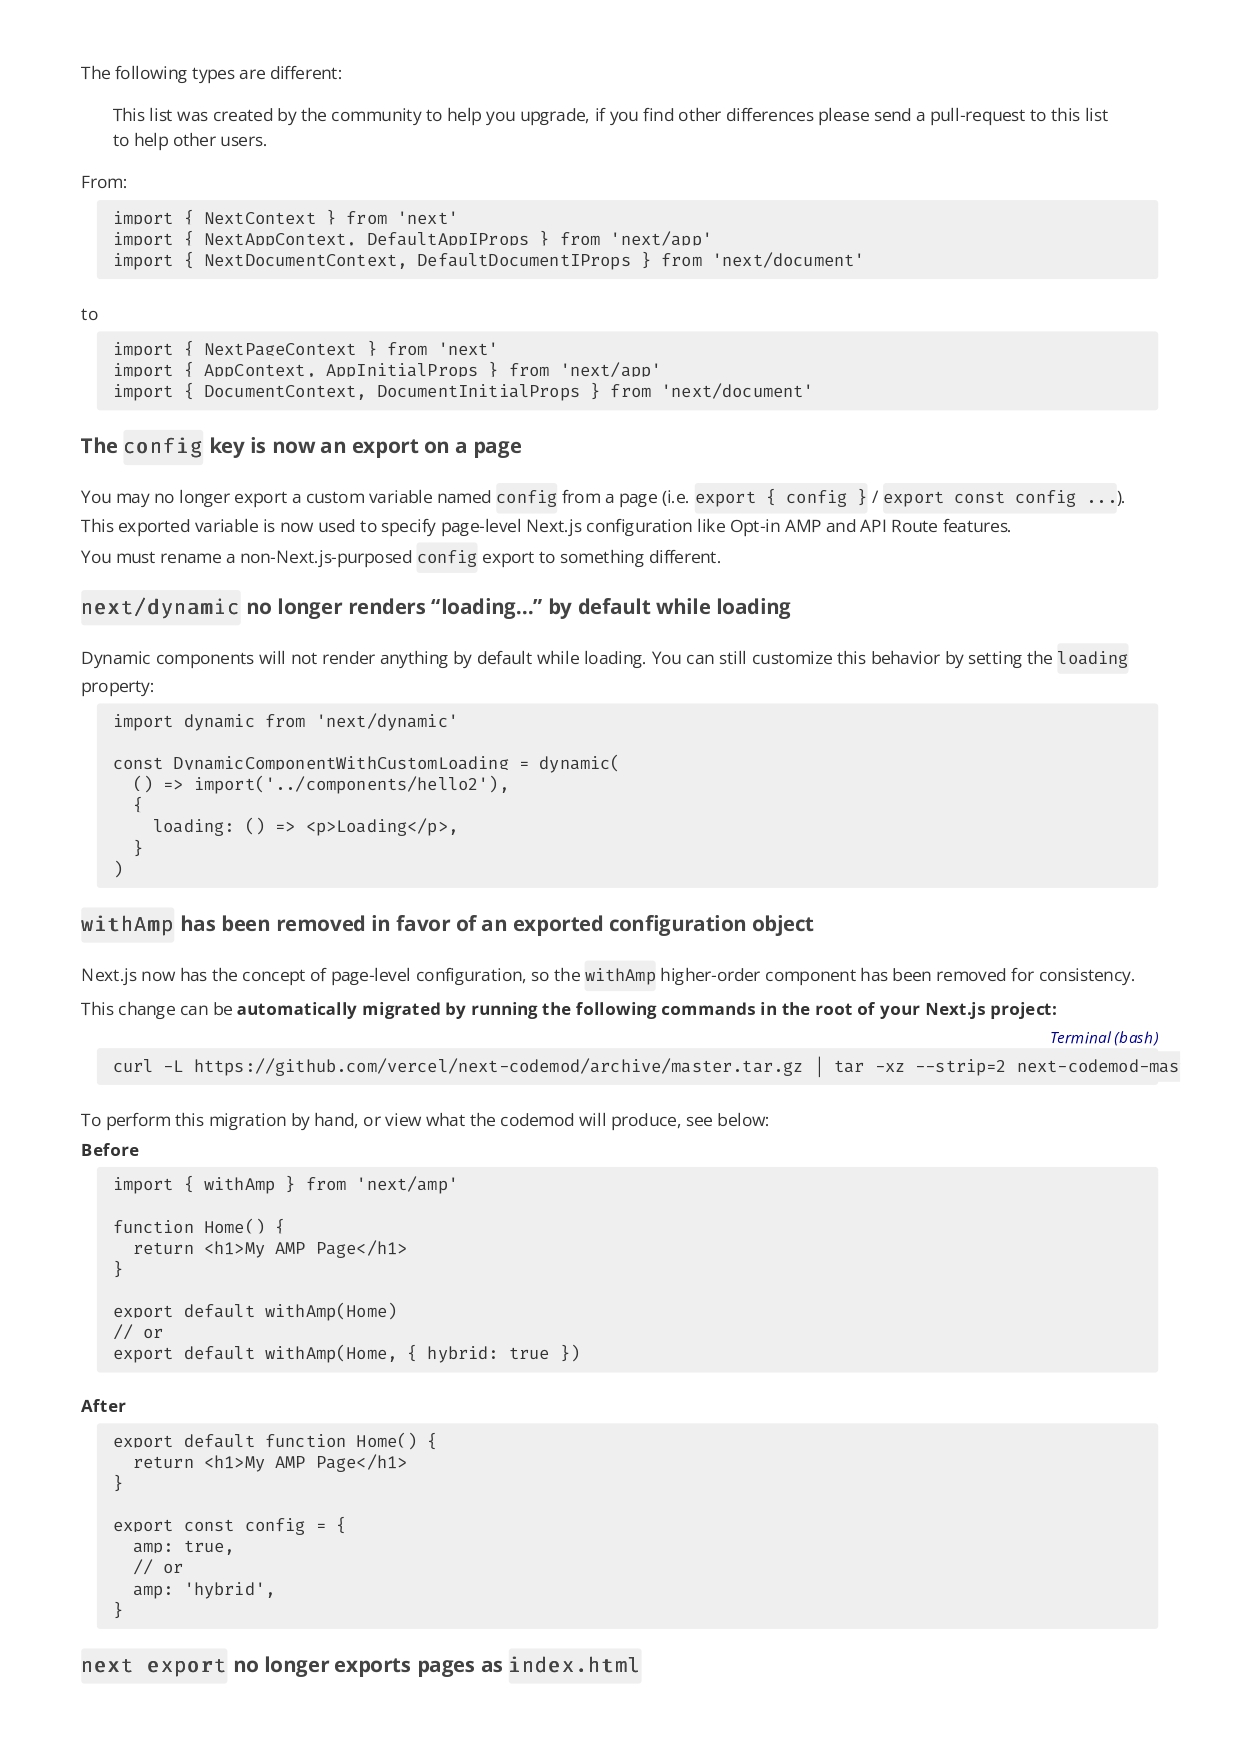 The following types are different:
This list was created by the community to help you upgrade, if you find other differences please send a pull-request to this list
to help other users.
From:
import { NextContext } from 'next'
import { NextAppContext, DefaultAppIProps } from 'next/app'
import { NextDocumentContext, DefaultDocumentIProps } from 'next/document'
to
import { NextPageContext } from 'next'
import { AppContext, AppInitialProps } from 'next/app'
import { DocumentContext, DocumentInitialProps } from 'next/document'
The config key is now an export on a page
You may no longer export a custom variable named config from a page (i.e. export { config } / export const config ...).
This exported variable is now used to specify page-level Next.js configuration like Opt-in AMP and API Route features.
You must rename a non-Next.js-purposed config export to something different.
next/dynamic no longer renders “loading...” by default while loading
Dynamic components will not render anything by default while loading. You can still customize this behavior by setting the loading
property:
import dynamic from 'next/dynamic'
const DynamicComponentWithCustomLoading = dynamic(
  () => import('../components/hello2'),
  {
    loading: () => <p>Loading</p>,
  }
)
withAmp has been removed in favor of an exported configuration object
Next.js now has the concept of page-level configuration, so the withAmp higher-order component has been removed for consistency.
This change can be automatically migrated by running the following commands in the root of your Next.js project:
Terminal (bash)
curl -L https://github.com/vercel/next-codemod/archive/master.tar.gz | tar -xz --strip=2 next-codemod-mas
To perform this migration by hand, or view what the codemod will produce, see below:
Before
import { withAmp } from 'next/amp'
function Home() {
  return <h1>My AMP Page</h1>
}
export default withAmp(Home)
// or
export default withAmp(Home, { hybrid: true })
After
export default function Home() {
  return <h1>My AMP Page</h1>
}
export const config = {
  amp: true,
  // or
  amp: 'hybrid',
}
next export no longer exports pages as index.html